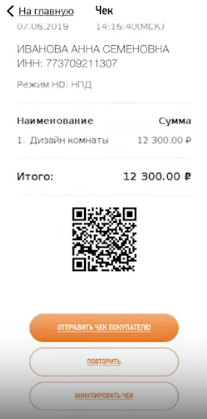 На главную Чек
07.06.2019 14:16:40(МСК)
ИВАНОВА АННА СЕМЕНОВНА
ИНН: 773709211307
Режим НО: НПД
Наименование Сумма
1. Дизайн комнаты 12 300.00 ₽
Итого: 12 300.00 ₽
ОТПРАВИТЬ ЧЕК ПОКУПАТЕЛЮ
ПОВТОРИТЬ
АННУЛИРОВАТЬ ЧЕК